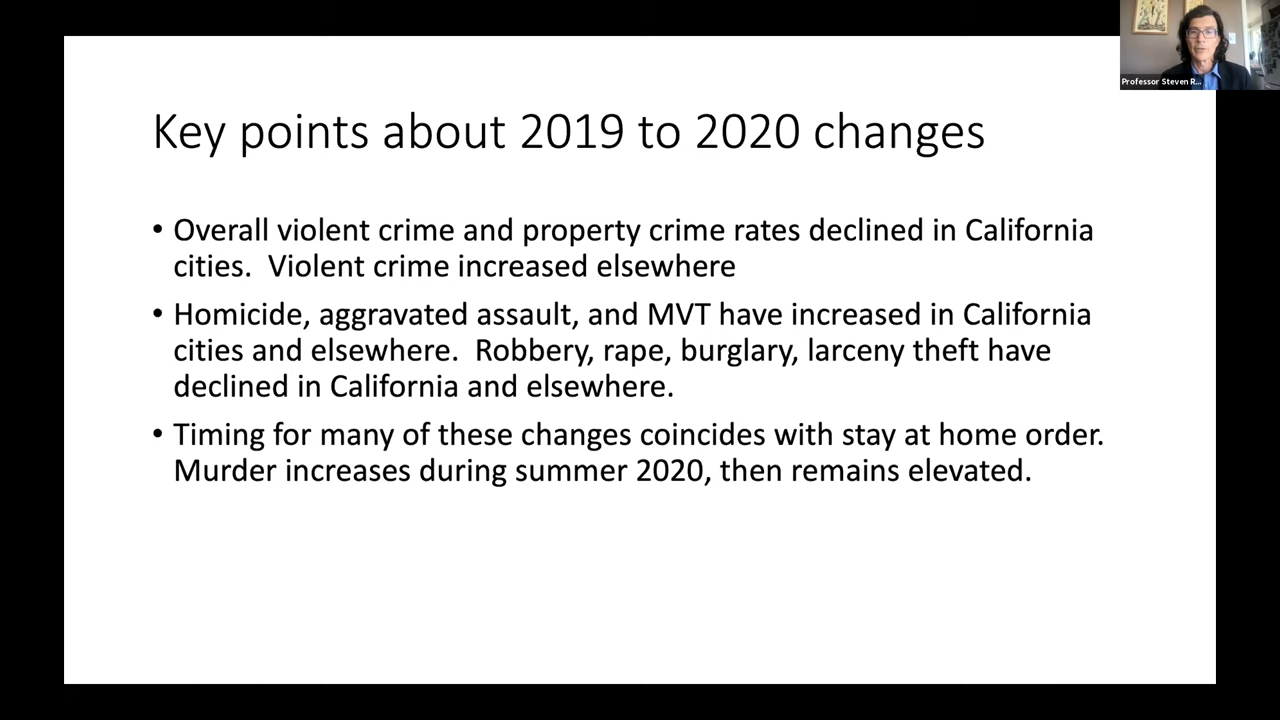 Professor Steven R...
Key points about 2019 to 2020 changes
• Overall violent crime and property crime rates declined in California
cities.  Violent crime increased elsewhere
• Homicide, aggravated assault, and MVT have increased in California
cities and elsewhere.  Robbery, rape, burglary, larceny theft have
declined in California and elsewhere.
• Timing for many of these changes coincides with stay at home order.
Murder increases during summer 2020, then remains elevated.